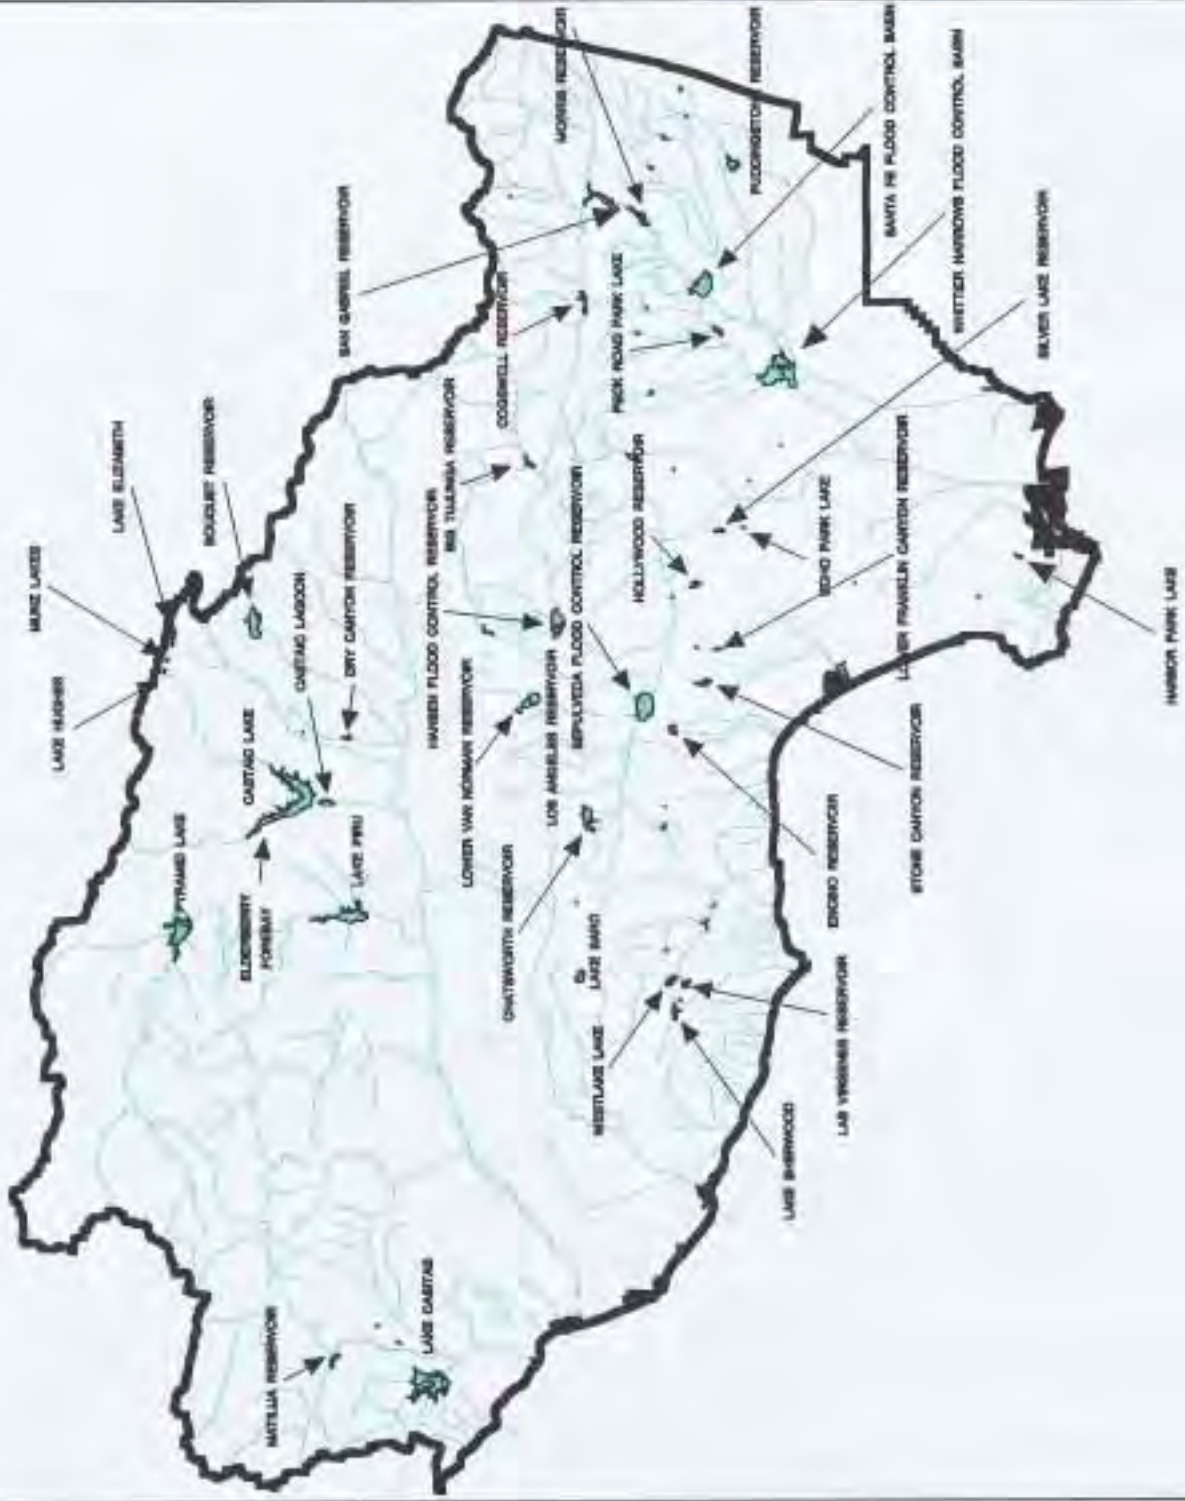 MATILIJA RESERVOIR
LAKE CASITAS
PYRAMID LAKE
ELDERBERRY
FOREBAY
LAKE PIRU
CASTAIC LAKE
CASTAIC LAGOON
DRY CANYON RESERVOIR
LAKE HUGHES
MUNZ LAKES
LAKE ELIZABETH
BOUQUET RESERVOIR
SAN GABRIEL RESERVOIR
MORRIS RESERVOIR
PUDDINGSTONE RESERVOIR
SANTA FE FLOOD CONTROL BASIN
WHITTIER NARROWS FLOOD CONTROL BASIN
SILVER LAKE RESERVOIR
COGSWELL RESERVOIR
PECK ROAD PARK LAKE
BIG TUJUNGA RESERVOIR
HANSEN FLOOD CONTROL RESERVOIR
LOWER VAN NORMAN RESERVOIR
LOS ANGELES RESERVOIR
SEPULVEDA FLOOD CONTROL RESERVOIR
HOLLYWOOD RESERVOIR
ECHO PARK LAKE
LOWER FRANKLIN CANYON RESERVOIR
STONE CANYON RESERVOIR
ENCINO RESERVOIR
CHATSWORTH RESERVOIR
LAKE BARD
WESTLAKE LAKE
LAS VIRGENES RESERVOIR
LAKE SHERWOOD
HARBOR PARK LAKE